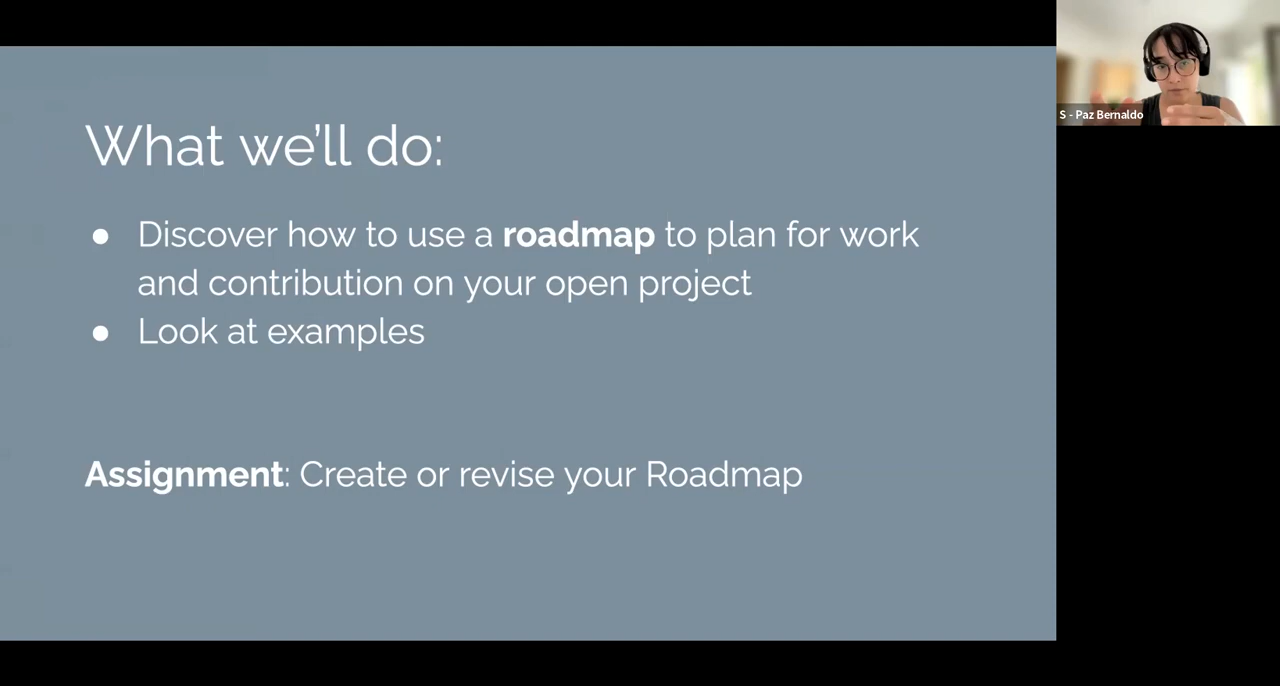 What we'll do:
● Discover how to use a roadmap to plan for work
and contribution on your open project
● Look at examples
Assignment: Create or revise your Roadmap
S - Paz Bernaldo